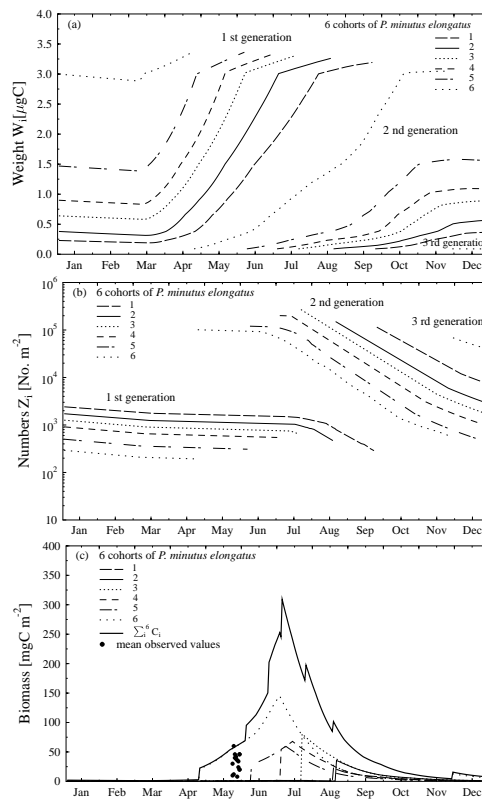 (a)
6 cohorts of P. minutus elongatus
1 st generation
1
2
3
4
5
6
2 nd generation
3 rd generation
4.0
3.5
3.0
2.5
2.0
1.5
1.0
0.5
0.0
Weight Wi[μgC]
Jan Feb Mar Apr May Jun Jul Aug Sep Oct Nov Dec
(b)
6 cohorts of P. minutus elongatus
2 nd generation
3 rd generation
1
2
3
4
5
6
1 st generation
10^6
10^5
10^4
10^3
10^2
10
Numbers Zi [No. m^-2]
Jan Feb Mar Apr May Jun Jul Aug Sep Oct Nov Dec
(c)
6 cohorts of P. minutus elongatus
1
2
3
4
5
6
∑i^6 Ci
mean observed values
400
350
300
250
200
150
100
50
0
Biomass [mgC m^-2]
Jan Feb Mar Apr May Jun Jul Aug Sep Oct Nov Dec